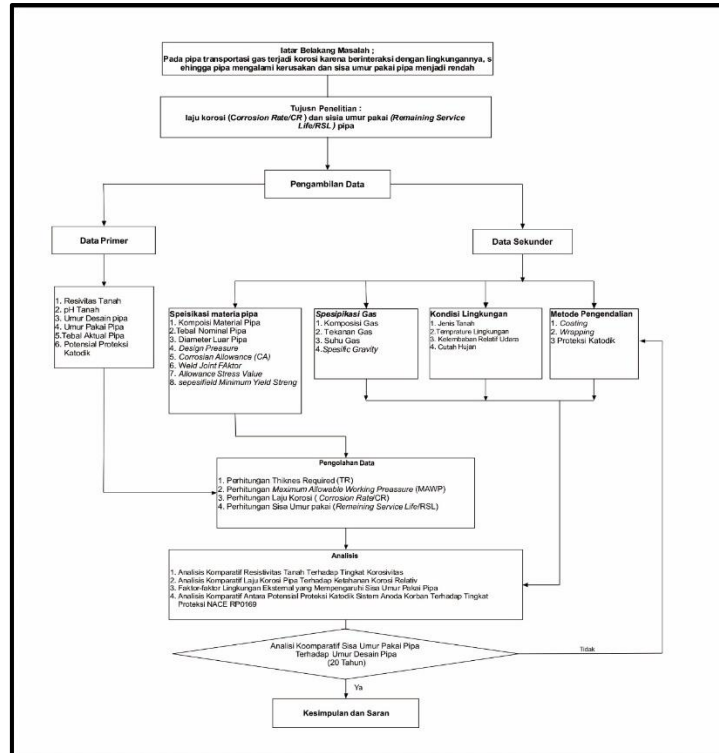 latar Belakang Masalah ;
Pada pipa transportasi gas terjadi korosi karena berinteraksi dengan lingkungannya, s
ehingga pipa mengalami kerusakan dan sisa umur pakai pipa menjadi rendah
Tujusn Penelitian :
laju korosi (Corrosion Rate/CR ) dan sisia umur pakai (Remaining Service
Life/RSL) pipa
Pengambilan Data
Data Primer
Data Sekunder
1. Resivitas Tanah
2. pH Tanah
3. Umur Desain pipa
4. Umur Pakai Pipa
5.Tebal Aktual Pipa
6. Potensial Proteksi
Katodik
Speisikasi materia pipa
1. Kompoisi Material Pipa
2.Tebal Nominal Pipa
3. Diameter Luar Pipa
4. Design Preasure
5. Corrosian Allowance (CA)
6. Weld Joint FAktor
7. Allowance Stress Value
8. sepesifield Minimum Yield Streng
Spesipikasi Gas
1. Komposisi Gas
2. Tekanan Gas
3. Suhu Gas
4. Spesific Gravity
Kondisi Lingkungan
1. Jenis Tanah
2. Temprature Lingkungan
3. Kelembaban Relatif Udara
4. Cutah Hujan
Metode Pengendalian
1. Coating
2. Wrapping
3 Proteksi Katodik
Pengolahan Data
1. Perhitungan Thiknes Required (TR)
2. Perhitungan Maximum Allowable Working Preassure (MAWP)
3. Perhitungan Laju Korosi ( Corrosion Rate/CR)
4. Perhitungan Sisa Umur pakai (Remaining Service Life/RSL)
Analisis
1. Analisis Komparatif Resistivitas Tanah Terhadap Tingkat Korosivitas
2. Analisis Komparatif Laju Korosi Pipa Terhadap Ketahanan Korosi Relativ
3. Faktor-faktor Lingkungan Eksternal yang Mempengaruhi Sisa Umur Pakai Pipa
4. Analisis Komparatif Antara Potensial Proteksi Katodik Sistem Anoda Korban Terhadap Tingkat
Proteksi NACE RP0169
Analisi Koomparatif Sisa Umur Pakai Pipa
Terhadap Umur Desain Pipa
(20 Tahun)
Tidak
Ya
Kesimpulan dan Saran